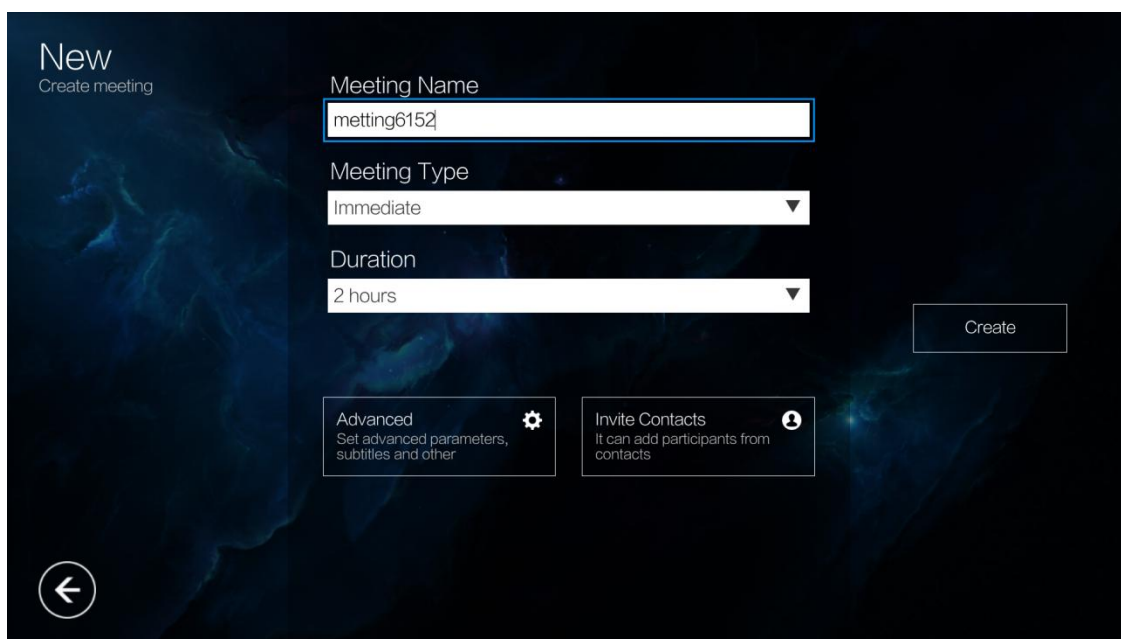 New
Create meeting
Meeting Name
metting6152
Meeting Type
Immediate
Duration
2 hours
Create
Advanced
Set advanced parameters,
subtitles and other
Invite Contacts
It can add participants from
contacts